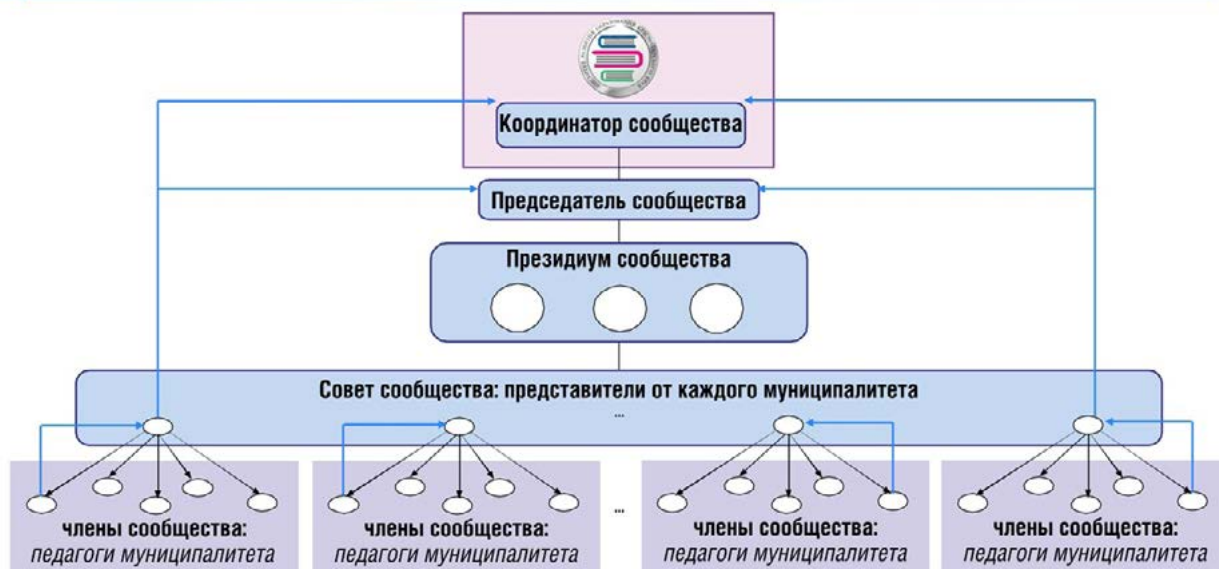 Координатор сообщества
Председатель сообщества
Президиум сообщества
Совет сообщества: представители от каждого муниципалитета
...
члены сообщества:
педагоги муниципалитета
члены сообщества:
педагоги муниципалитета
...
члены сообщества:
педагоги муниципалитета
члены сообщества:
педагоги муниципалитета